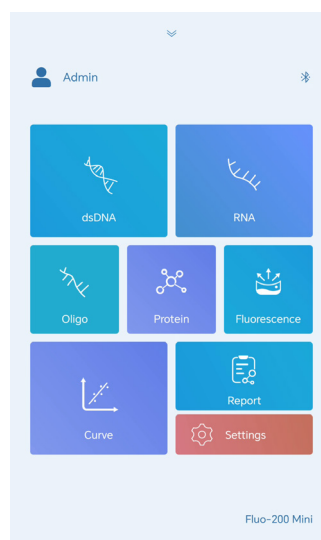 Admin
dsDNA
RNA
Oligo
Protein
Fluorescence
Report
Curve
Settings
Fluo-200 Mini